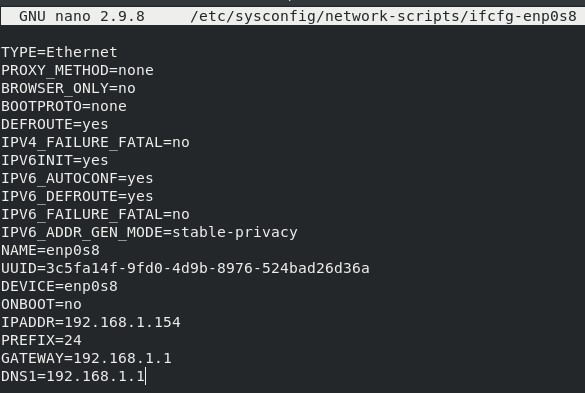 GNU nano 2.9.8 /etc/sysconfig/network-scripts/ifcfg-enp0s8
TYPE=Ethernet
PROXY_METHOD=none
BROWSER_ONLY=no
BOOTPROTO=none
DEFROUTE=yes
IPV4_FAILURE_FATAL=no
IPV6INIT=yes
IPV6_AUTOCONF=yes
IPV6_DEFROUTE=yes
IPV6_FAILURE_FATAL=no
IPV6_ADDR_GEN_MODE=stable-privacy
NAME=enp0s8
UUID=3c5fa14f-9fd0-4d9b-8976-524bad26d36a
DEVICE=enp0s8
ONBOOT=no
IPADDR=192.168.1.154
PREFIX=24
GATEWAY=192.168.1.1
DNS1=192.168.1.1